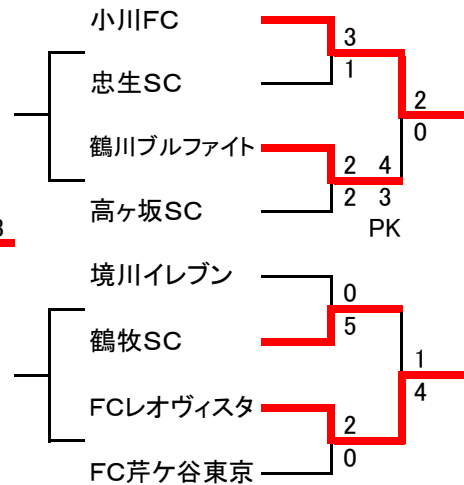 小川FC
3
1
忠生SC
2
0
鶴川ブルファイト
2 4
2 3
PK
高ヶ坂SC
境川イレブン
0
5
鶴牧SC
1
4
FCレオヴィスタ
2
0
FC芹ケ谷東京